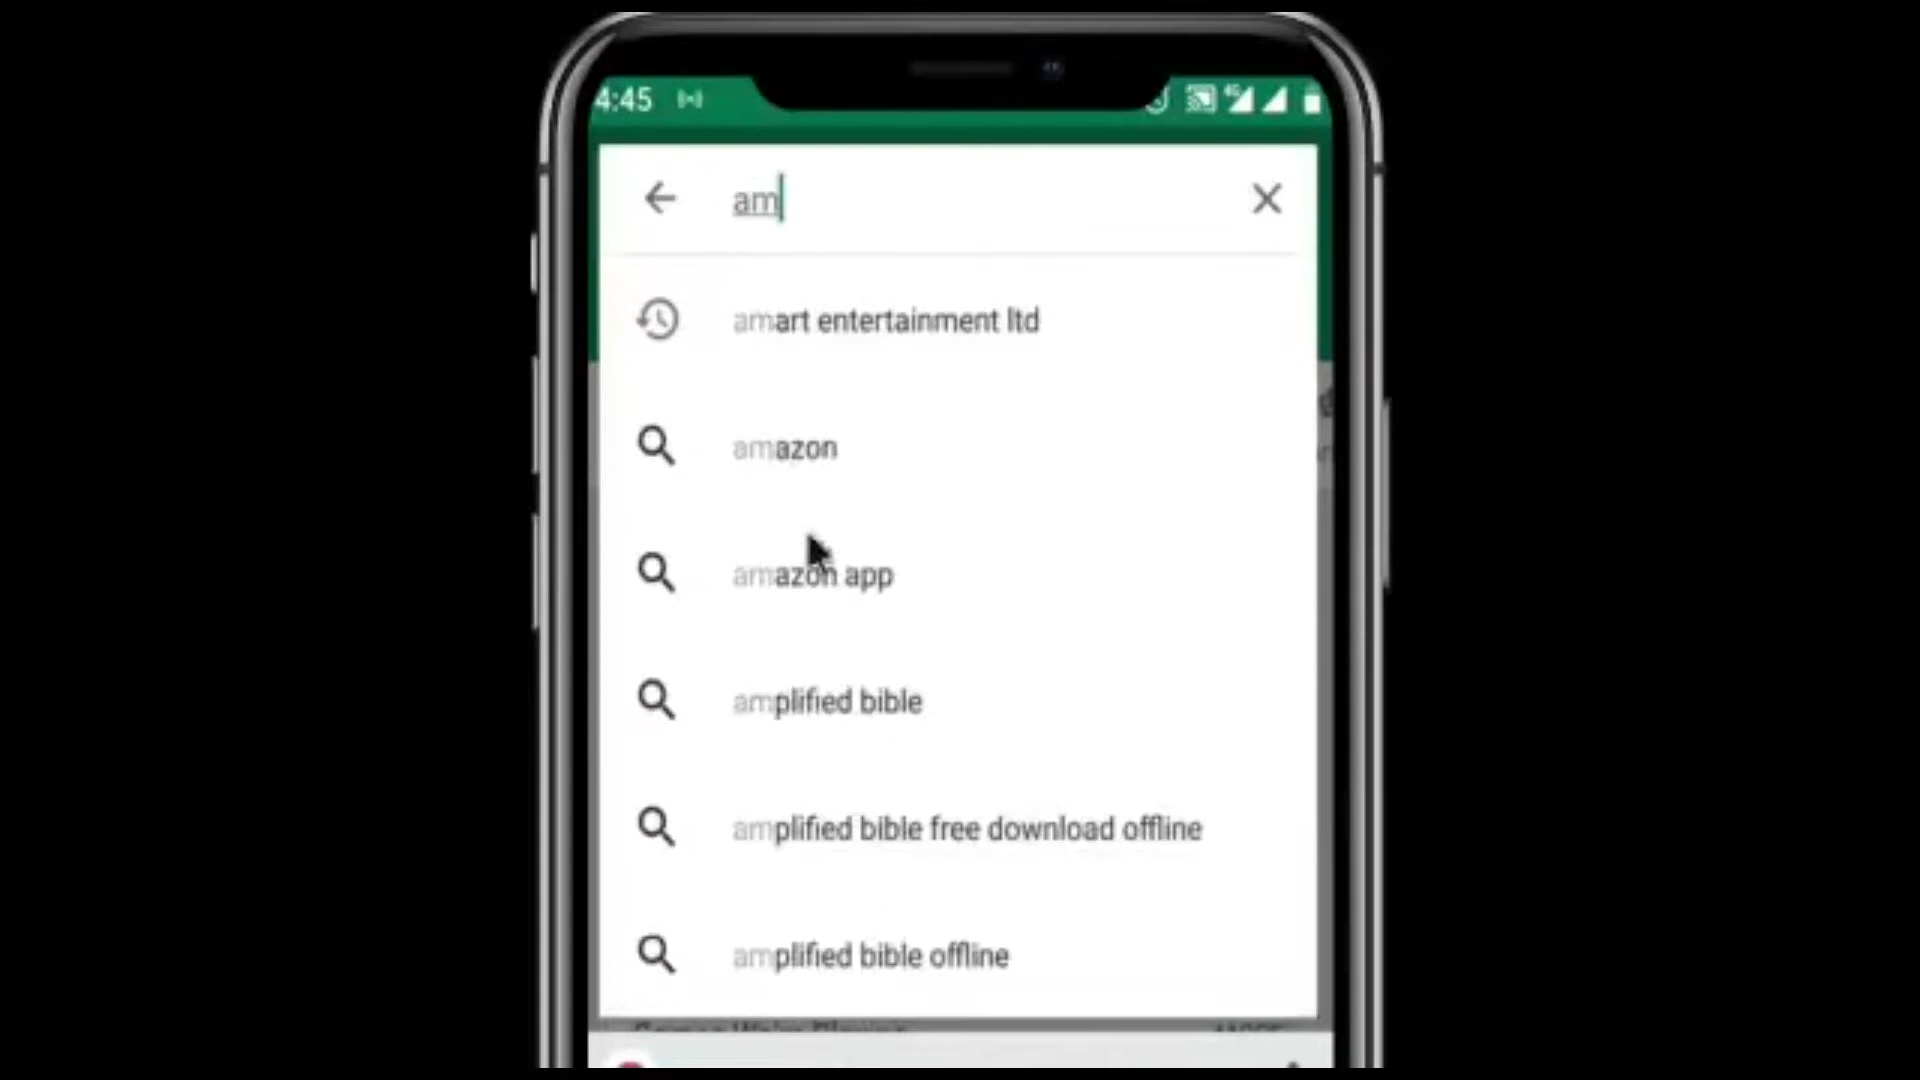 4:45
4G
am
amart entertainment ltd
amazon
amazon app
amplified bible
amplified bible free download offline
amplified bible offline